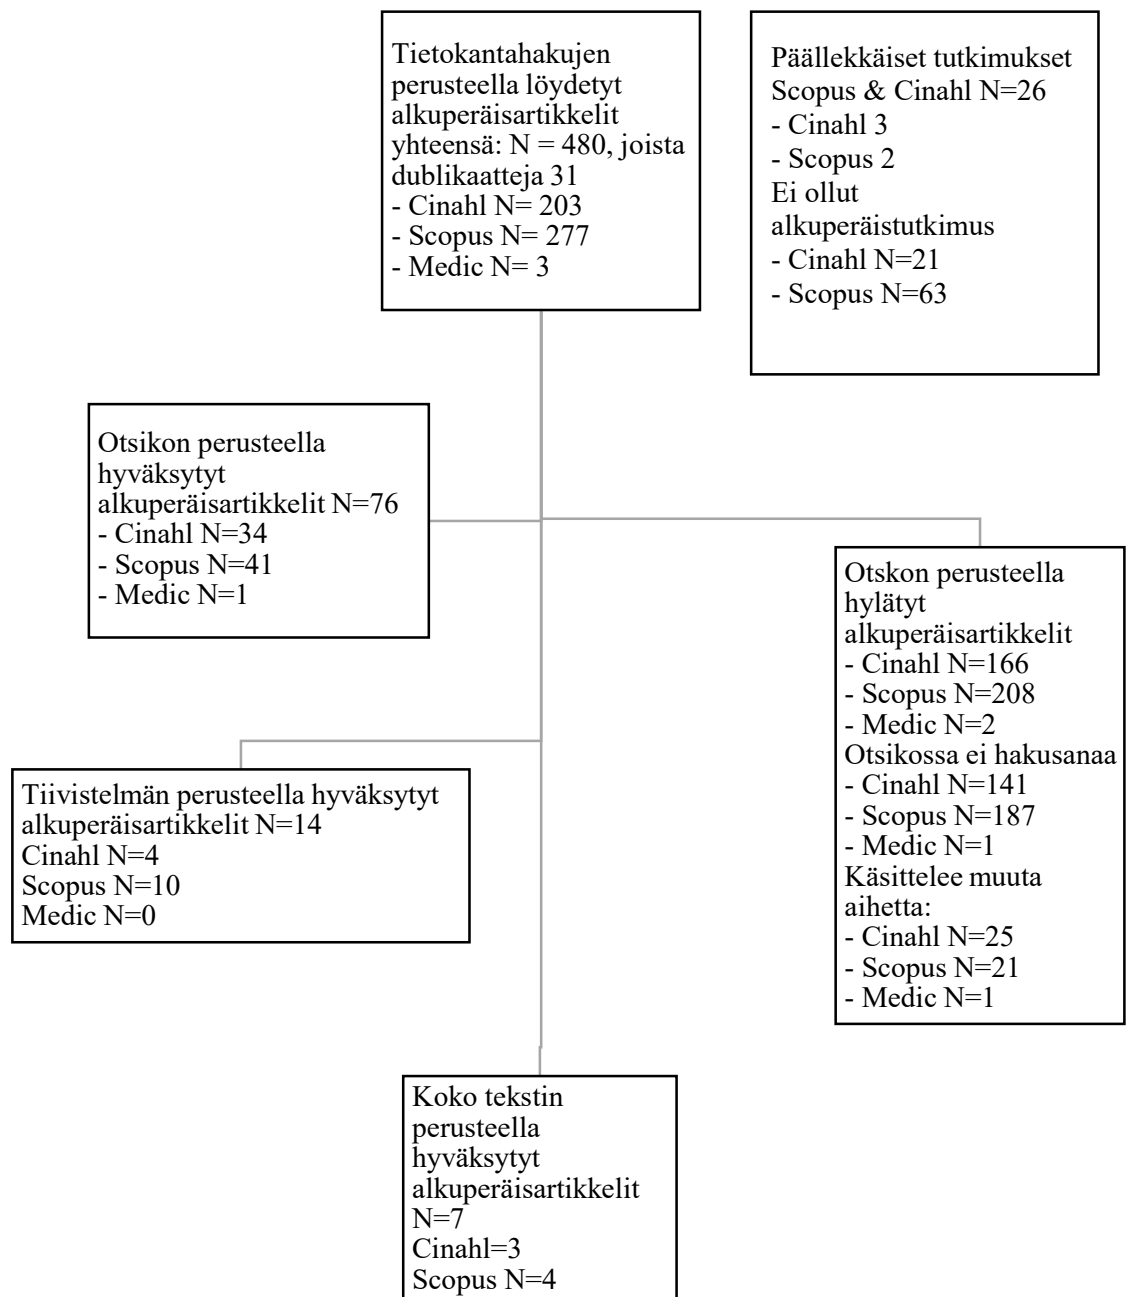 Tietokantahakujen
perusteella löydetyt
alkuperäisartikkelit
yhteensä: N = 480, joista
dublikaatteja 31
- Cinahl N= 203
- Scopus N= 277
- Medic N= 3
Päällekkäiset tutkimukset
Scopus & Cinahl N=26
- Cinahl 3
- Scopus 2
Ei ollut
alkuperäistutkimus
- Cinahl N=21
- Scopus N=63
Otsikon perusteella
hyväksytyt
alkuperäisartikkelit N=76
- Cinahl N=34
- Scopus N=41
- Medic N=1
Otskon perusteella
hylätyt
alkuperäisartikkelit
- Cinahl N=166
- Scopus N=208
- Medic N=2
Otsikossa ei hakusanaa
- Cinahl N=141
- Scopus N=187
- Medic N=1
Käsittelee muuta
aihetta:
- Cinahl N=25
- Scopus N=21
- Medic N=1
Tiivistelmän perusteella hyväksytyt
alkuperäisartikkelit N=14
Cinahl N=4
Scopus N=10
Medic N=0
Koko tekstin
perusteella
hyväksytyt
alkuperäisartikkelit
N=7
Cinahl=3
Scopus N=4